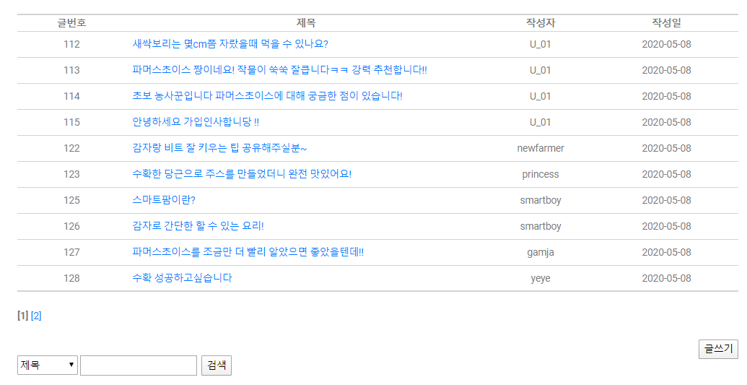 글번호 제목 작성자 작성일
112 새싹보리는 몇cm쯤 자랐을때 먹을 수 있나요? U_01 2020-05-08
113 파머스초이스 짱이네요! 작물이 쑥쑥 잘큽니다ㅋㅋ 강력 추천합니다!! U_01 2020-05-08
114 초보 농사꾼입니다 파머스초이스에 대해 궁금한 점이 있습니다! U_01 2020-05-08
115 안녕하세요 가입인사합니당 !! U_01 2020-05-08
122 감자랑 비트 잘 키우는 팁 공유해주실분~ newfarmer 2020-05-08
123 수확한 당근으로 주스를 만들었더니 완전 맛있어요! princess 2020-05-08
125 스마트팜이란? smartboy 2020-05-08
126 감자로 간단한 할 수 있는 요리! smartboy 2020-05-08
127 파머스초이스를 조금만 더 빨리 알았으면 좋았을텐데!! gamja 2020-05-08
128 수확 성공하고싶습니다 yeye 2020-05-08
[1] [2]
글쓰기
제목 검색